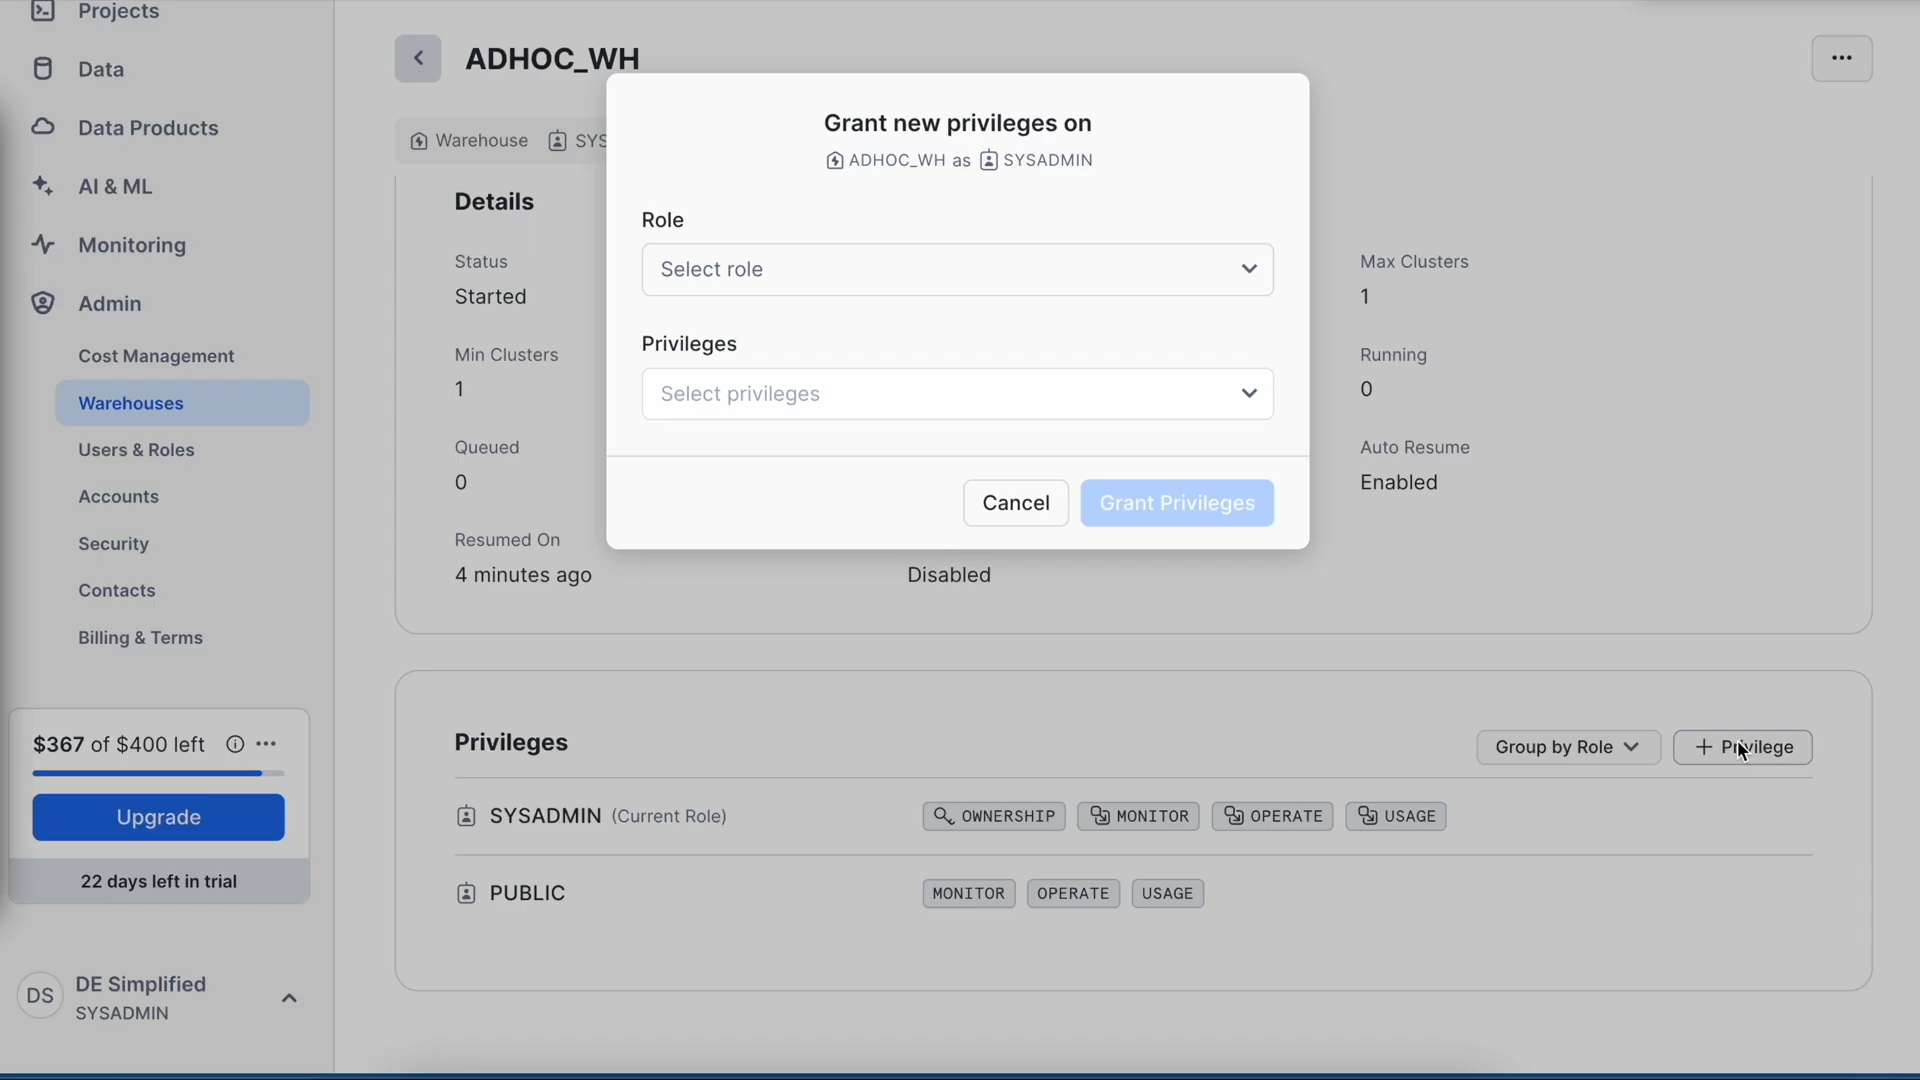 Projects
Data
Data Products
AI & ML
Monitoring
Admin
Cost Management
Warehouses
Users & Roles
Accounts
Security
Contacts
Billing & Terms
$367 of $400 left
Upgrade
22 days left in trial
DS
DE Simplified
SYSADMIN
ADHOC_WH
Warehouse SYS
Details
Status
Started
Max Clusters
1
Min Clusters
1
Running
0
Queued
0
Auto Resume
Enabled
Resumed On
4 minutes ago
Disabled
Grant new privileges on
ADHOC_WH as SYSADMIN
Role
Select role
Privileges
Select privileges
Cancel Grant Privileges
Privileges
Group by Role
+ Privilege
SYSADMIN (Current Role) OWNERSHIP MONITOR OPERATE USAGE
PUBLIC MONITOR OPERATE USAGE